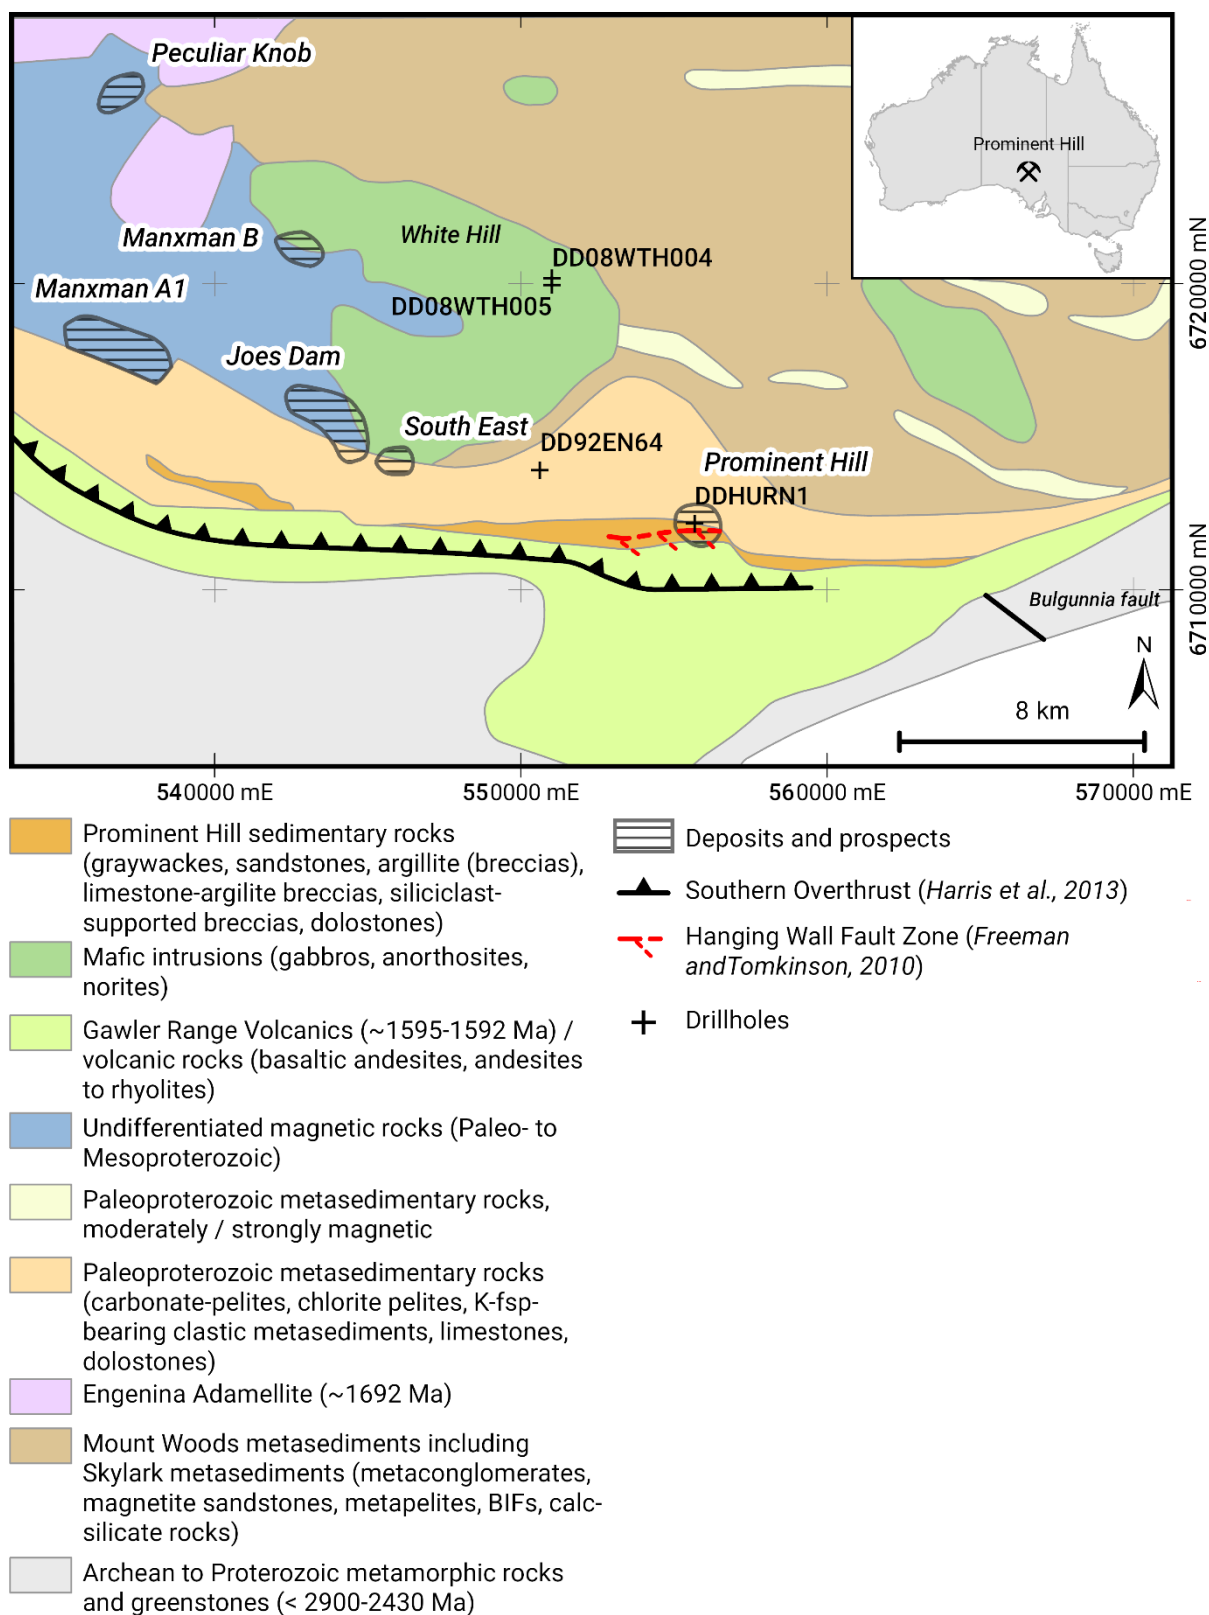 Peculiar Knob
Prominent Hill
Manxman B
White Hill
DD08WTH004
Manxman A1
DD08WTH005
6720000 mN
Joes Dam
South East
DD92EN64
Prominent Hill
DDHURN1
Bulgunnia fault
6710000 mN
N
8 km
540000 mE
550000 mE
560000 mE
570000 mE
Prominent Hill sedimentary rocks
(graywackes, sandstones, argillite (breccias),
limestone-argilite breccias, siliciclast-
supported breccias, dolostones)
Mafic intrusions (gabbros, anorthosites,
norites)
Gawler Range Volcanics (~1595-1592 Ma) /
volcanic rocks (basaltic andesites, andesites
to rhyolites)
Undifferentiated magnetic rocks (Paleo- to
Mesoproterozoic)
Paleoproterozoic metasedimentary rocks,
moderately / strongly magnetic
Paleoproterozoic metasedimentary rocks
(carbonate-pelites, chlorite pelites, K-fsp-
bearing clastic metasediments, limestones,
dolostones)
Engenina Adamellite (~1692 Ma)
Mount Woods metasediments including
Skylark metasediments (metaconglomerates,
magnetite sandstones, metapelites, BIFs, calc-
silicate rocks)
Archean to Proterozoic metamorphic rocks
and greenstones (< 2900-2430 Ma)
Deposits and prospects
Southern Overthrust (Harris et al., 2013)
Hanging Wall Fault Zone (Freeman
andTomkinson, 2010)
Drillholes